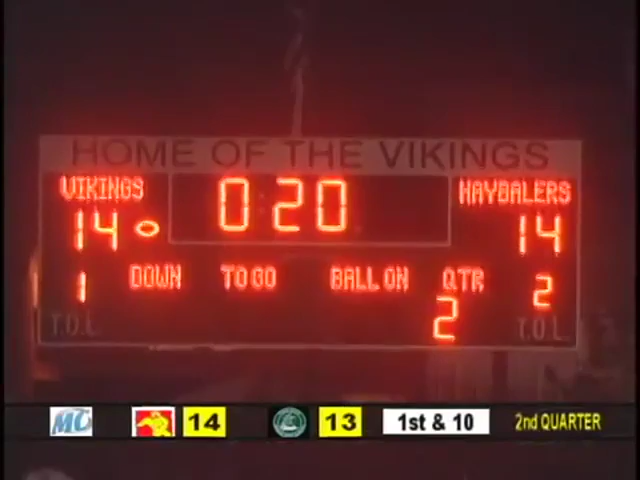 HOME OF THE VIKINGS
VIKINGS 0:20 HAYBALERS
14 14
1 DOWN TO GO BALL ON QTR 2
T.O.L. 2 T.O.L.
MC 14 13 1st & 10 2nd QUARTER